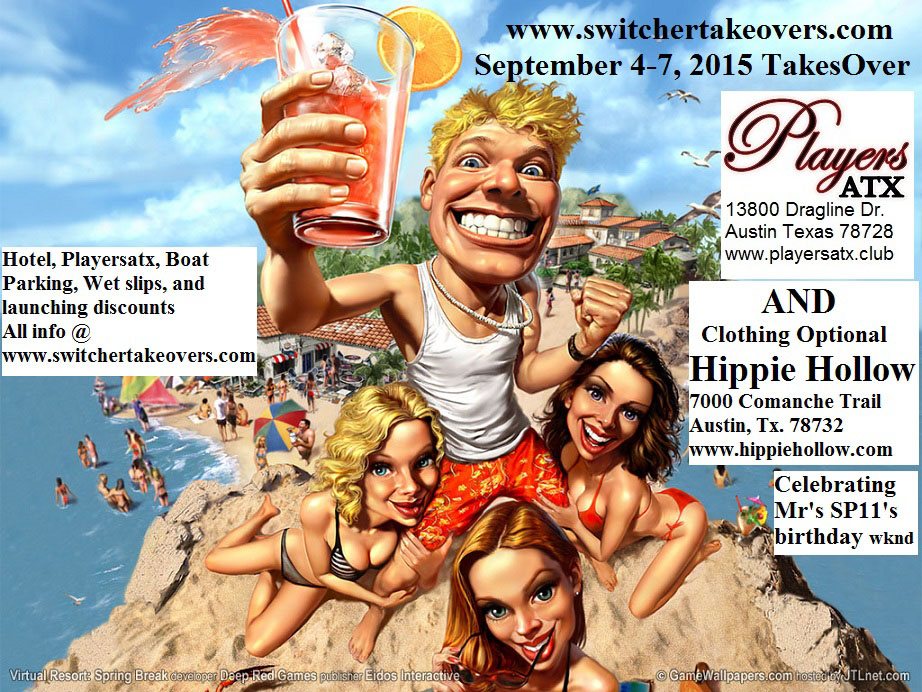 www.switchertakeovers.com
September 4-7, 2015 TakesOver
Players
ATX
13800 Dragline Dr.
Austin Texas 78728
www.playersatx.club
Hotel, Playersatx, Boat
Parking, Wet slips, and
launching discounts
All info @
www.switchertakeovers.com
AND
Clothing Optional
Hippie Hollow
7000 Comanche Trail
Austin, Tx. 78732
www.hippiehollow.com
Celebrating
Mr's SP11's
birthday wknd
Virtual Resort: Spring Break developer Deep Red Games publisher Eidos Interactive
© GameWallpapers.com hosted by JTLnet.com